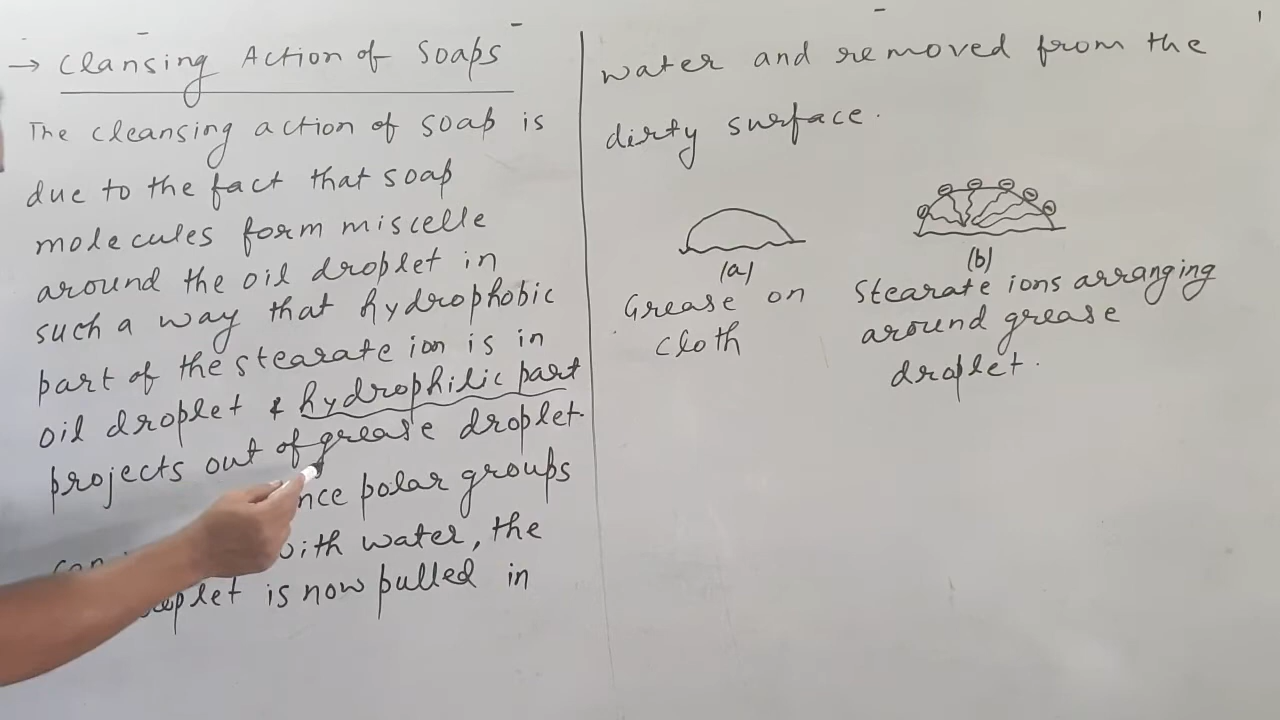 → Clansing Action of Soaps
The cleansing action of soap is
due to the fact that soap
molecules form miscelle
around the oil droplet in
such a way that hydrophobic
part of the stearate ion is in
oil droplet & hydrophilic part
projects out of grease droplet.
polar groups
with water, the
is now pulled in
water and removed from the
dirty surface.
(a)
Grease on
cloth
(b)
Stearate ions arranging
around grease
droplet.